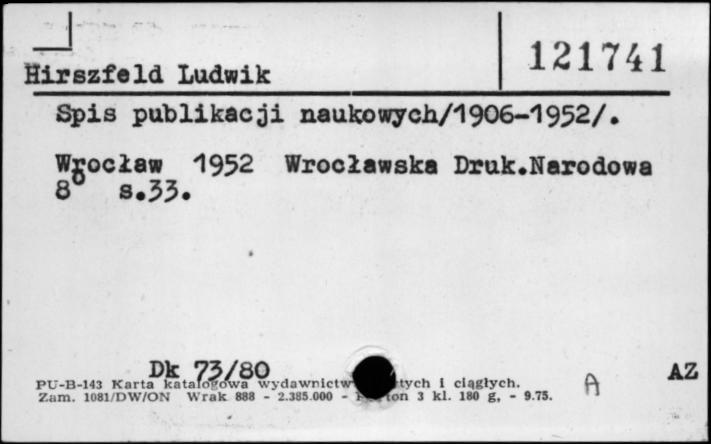 121741
Hirszfeld Ludwik
Spis publikacji naukowych/1906-1952/.
Wrocław 1952 Wrocławska Druk.Narodowa
8° s.33.
Dk 73/80
PU-B-143 Karta katalogowa wydawnictw ych i ciągłych.
Zam. 1081/DW/ON Wrak 888 - 2.385.000 - 3 kl. 180 g, - 9.75.
A
AZ